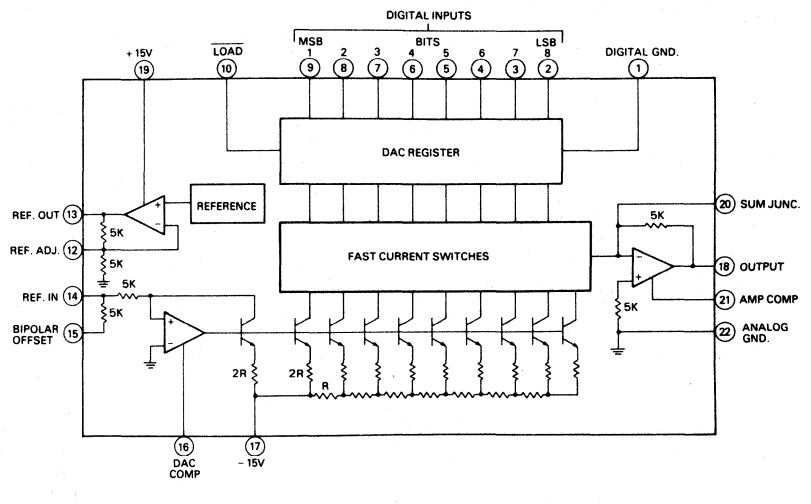 DIGITAL INPUTS
MSB BITS LSB
+ 15V LOAD 1 2 3 4 5 6 7 8 DIGITAL GND.
19 10 9 8 7 6 5 4 3 2 1
DAC REGISTER
REFERENCE
+
−
REF. OUT 13
5K
REF. ADJ. 12
5K
FAST CURRENT SWITCHES
20 SUM JUNC.
5K
−
+
18 OUTPUT
21 AMP COMP
5K
22 ANALOG
GND.
REF. IN 14
5K
5K
BIPOLAR
OFFSET
15
+
−
2R 2R
R
16 17
DAC
COMP
− 15V